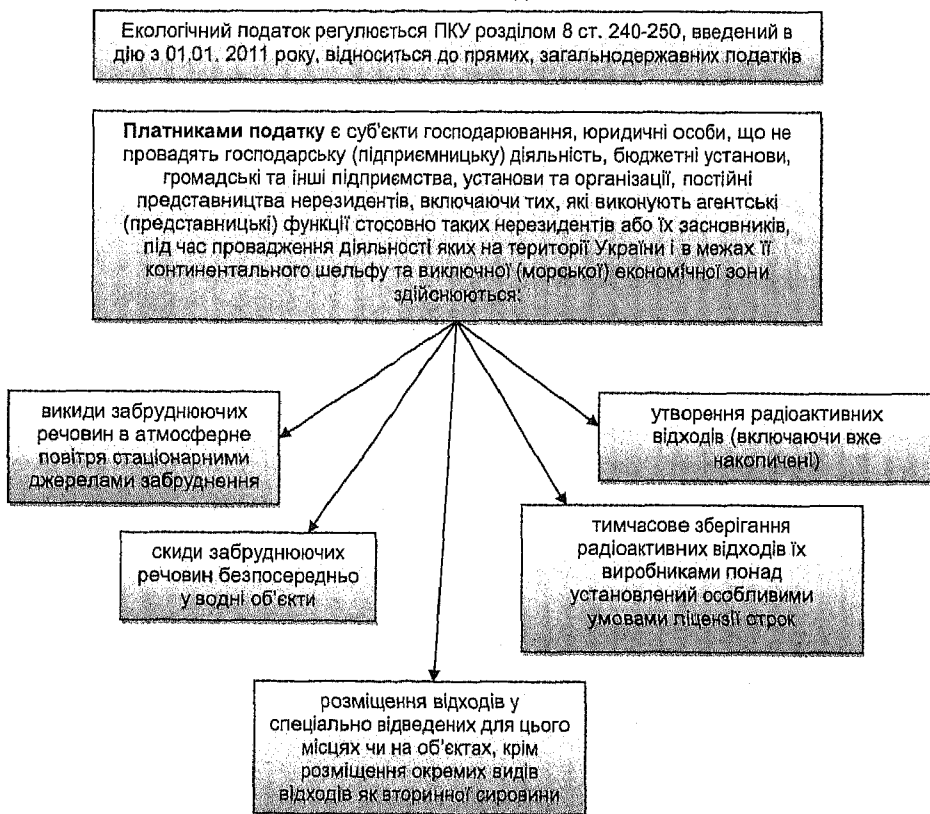 Екологічний податок регулюється ПКУ розділом 8 ст. 240-250, введений в
дію з 01.01. 2011 року, відноситься до прямих, загальнодержавних податків
Платниками податку є суб'єкти господарювання, юридичні особи, що не
провадять господарську (підприємницьку) діяльність, бюджетні установи,
громадські та інші підприємства, установи та організації, постійні
представництва нерезидентів, включаючи тих, які виконують агентські
(представницькі) функції стосовно таких нерезидентів або їх засновників,
під час провадження діяльності яких на території України і в межах її
континентального шельфу та виключної (морської) економічної зони
здійснюються:
викиди забруднюючих
речовин в атмосферне
повітря стаціонарними
джерелами забруднення
утворення радіоактивних
відходів (включаючи вже
накопичені)
скиди забруднюючих
речовин безпосередньо
у водні об'єкти
тимчасове зберігання
радіоактивних відходів їх
виробниками понад
установлений особливими
умовами ліцензії строк
розміщення відходів у
спеціально відведених для цього
місцях чи на об'єктах, крім
розміщення окремих видів
відходів як вторинної сировини